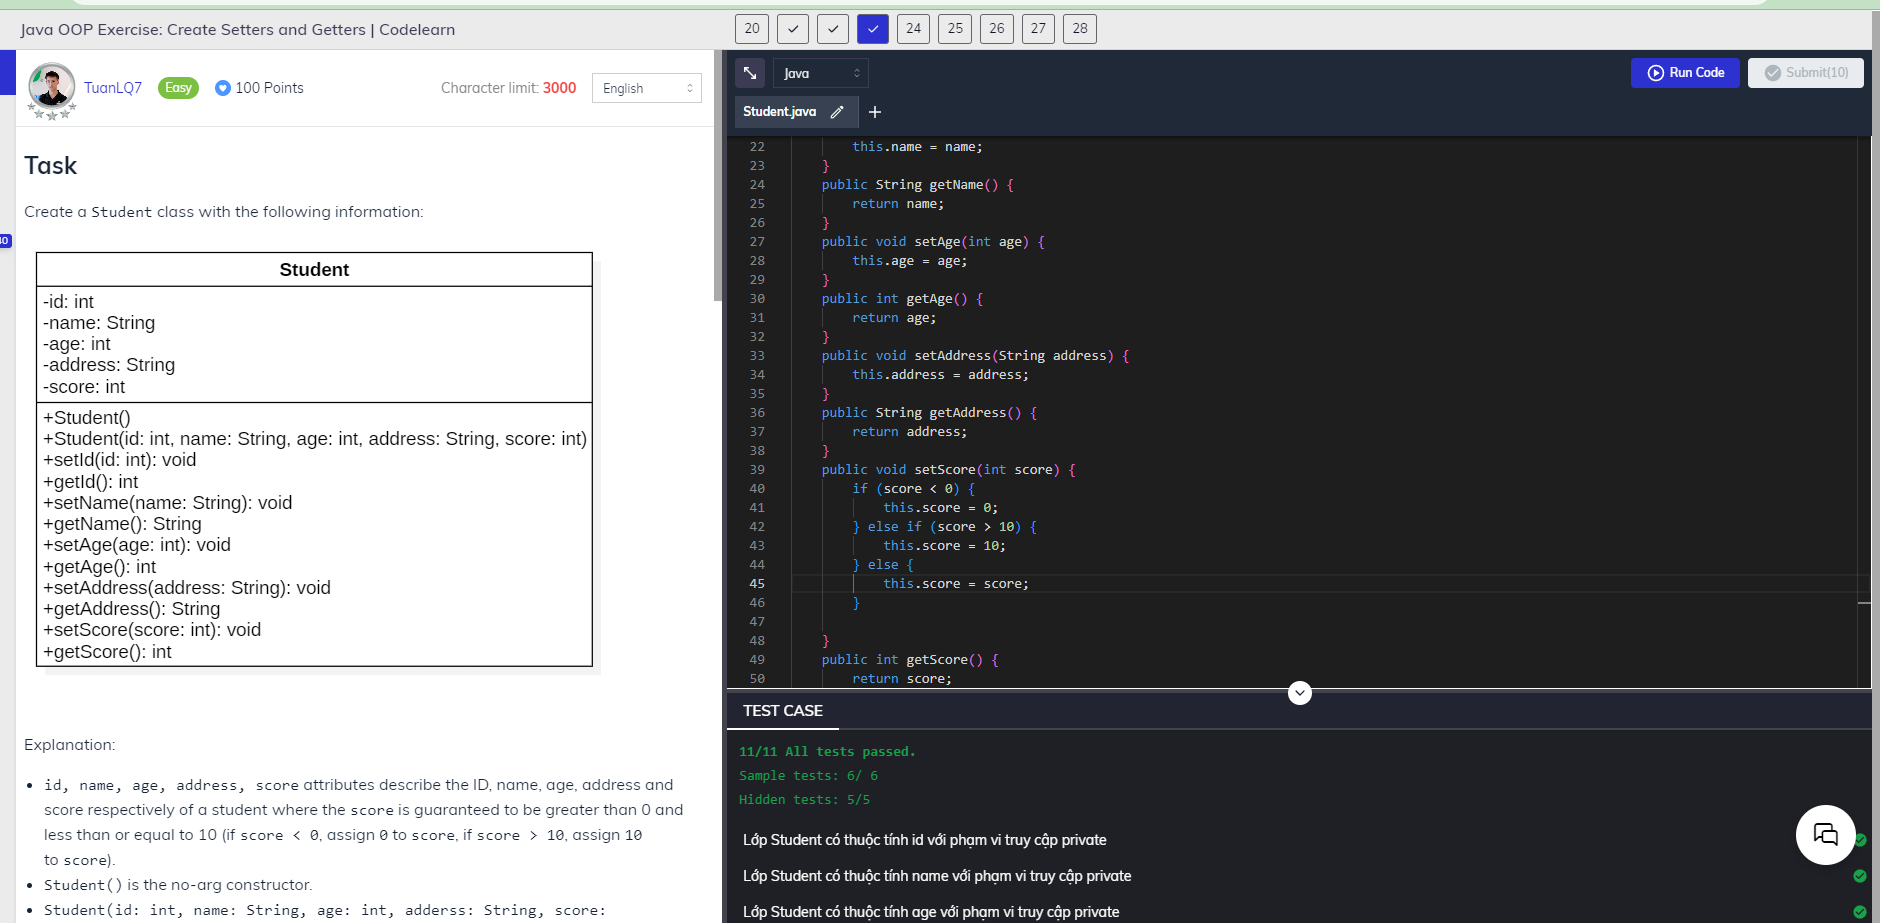 Java OOP Exercise: Create Setters and Getters | Codelearn
20 24 25 26 27 28
TuanLQ7 Easy 100 Points Character limit: 3000 English
Task
Create a Student class with the following information:
Student
-id: int
-name: String
-age: int
-address: String
-score: int
+Student()
+Student(id: int, name: String, age: int, address: String, score: int)
+setId(id: int): void
+getId(): int
+setName(name: String): void
+getName(): String
+setAge(age: int): void
+getAge(): int
+setAddress(address: String): void
+getAddress(): String
+setScore(score: int): void
+getScore(): int
Explanation:
• id, name, age, address, score attributes describe the ID, name, age, address and
score respectively of a student where the score is guaranteed to be greater than 0 and
less than or equal to 10 (if score < 0, assign 0 to score, if score > 10, assign 10
to score).
• Student() is the no-arg constructor.
• Student(id: int, name: String, age: int, adderss: String, score:
Java
Run Code
Submit(10)
Student.java +
22 this.name = name;
23 }
24 public String getName() {
25 return name;
26 }
27 public void setAge(int age) {
28 this.age = age;
29 }
30 public int getAge() {
31 return age;
32 }
33 public void setAddress(String address) {
34 this.address = address;
35 }
36 public String getAddress() {
37 return address;
38 }
39 public void setScore(int score) {
40 if (score < 0) {
41 this.score = 0;
42 } else if (score > 10) {
43 this.score = 10;
44 } else {
45 this.score = score;
46 }
47
48 }
49 public int getScore() {
50 return score;
TEST CASE
11/11 All tests passed.
Sample tests: 6/ 6
Hidden tests: 5/5
Lớp Student có thuộc tính id với phạm vi truy cập private
Lớp Student có thuộc tính name với phạm vi truy cập private
Lớp Student có thuộc tính age với phạm vi truy cập private